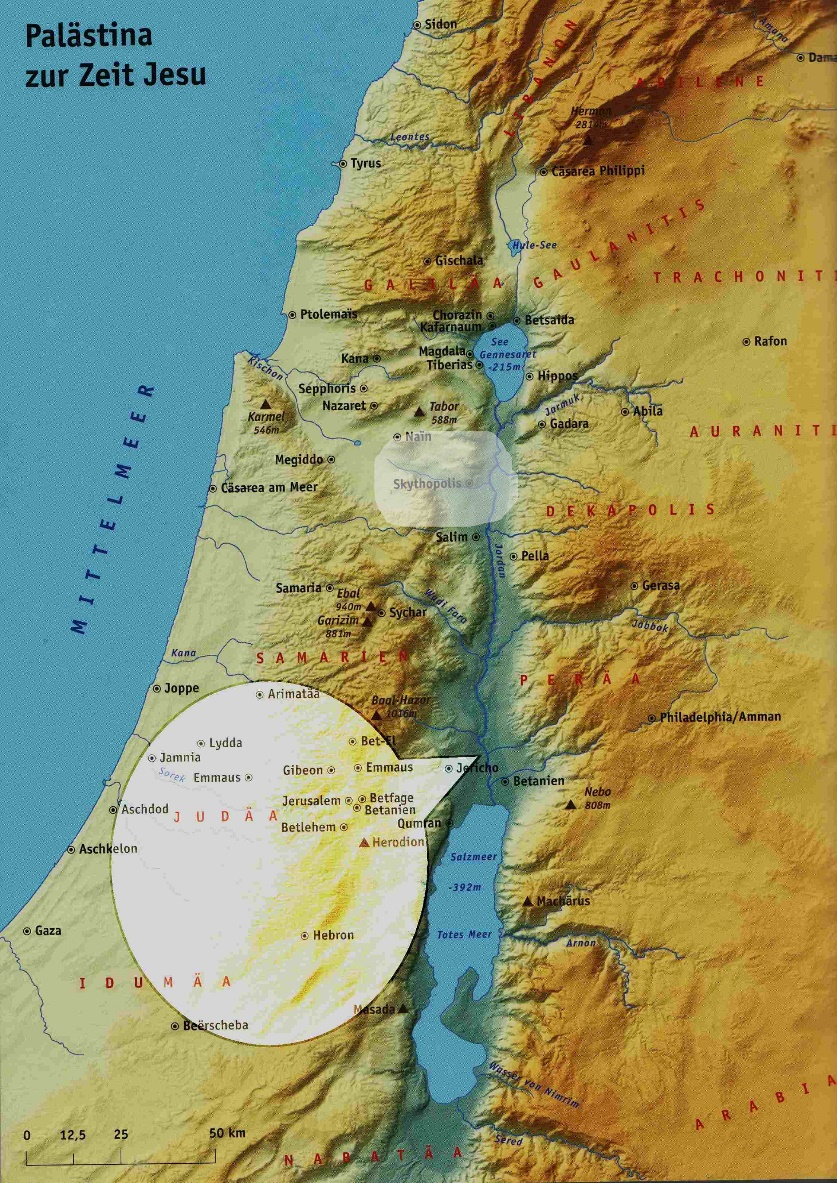 Palästina
zur Zeit Jesu
Sidon
LIBANON
Amana
ABILENE
Hermon
Leontes
Tyrus
Cäsarea Philippi
Hule-See
Gischala
GALILÄA
GAULANITIS
TRACHONITI
Ptolemaïs
Chorazin
Kafarnaum
Betsaida
See
Gennesaret
-215m
Rafon
Kischon
Kana
Magdala
Tiberias
Hippos
Sepphoris
Nazaret
Karmel
546m
Tabor
588m
Jarmuk
Abila
Gadara
AURANITI
Naïn
Megiddo
Skythopolis
Cäsarea am Meer
DEKAPOLIS
MITTELMEER
Salim
Jordan
Pella
Samaria
Ebal
940m
Garizim
881m
Sychar
Wadi Fara
Gerasa
Jabbok
Kana
SAMARIEN
PERÄA
Joppe
Arimatäa
Baal-Hazor
1016m
Philadelphia/Amman
Lydda
Bet-El
Jamnia
Sorek
Emmaus
Gibeon
Emmaus
Jericho
Betanien
Nebo
808m
Aschdod
JUDÄA
Jerusalem
Betfage
Betanien
Betlehem
Qumran
Herodion
Aschkelon
Salzmeer
-392m
Totes Meer
Machärus
Arnon
Gaza
Hebron
IDUMÄA
Masada
Beërscheba
Wasser von Nimrim
Sered
ARABIA
NABATÄA
0 12,5 25 50 km